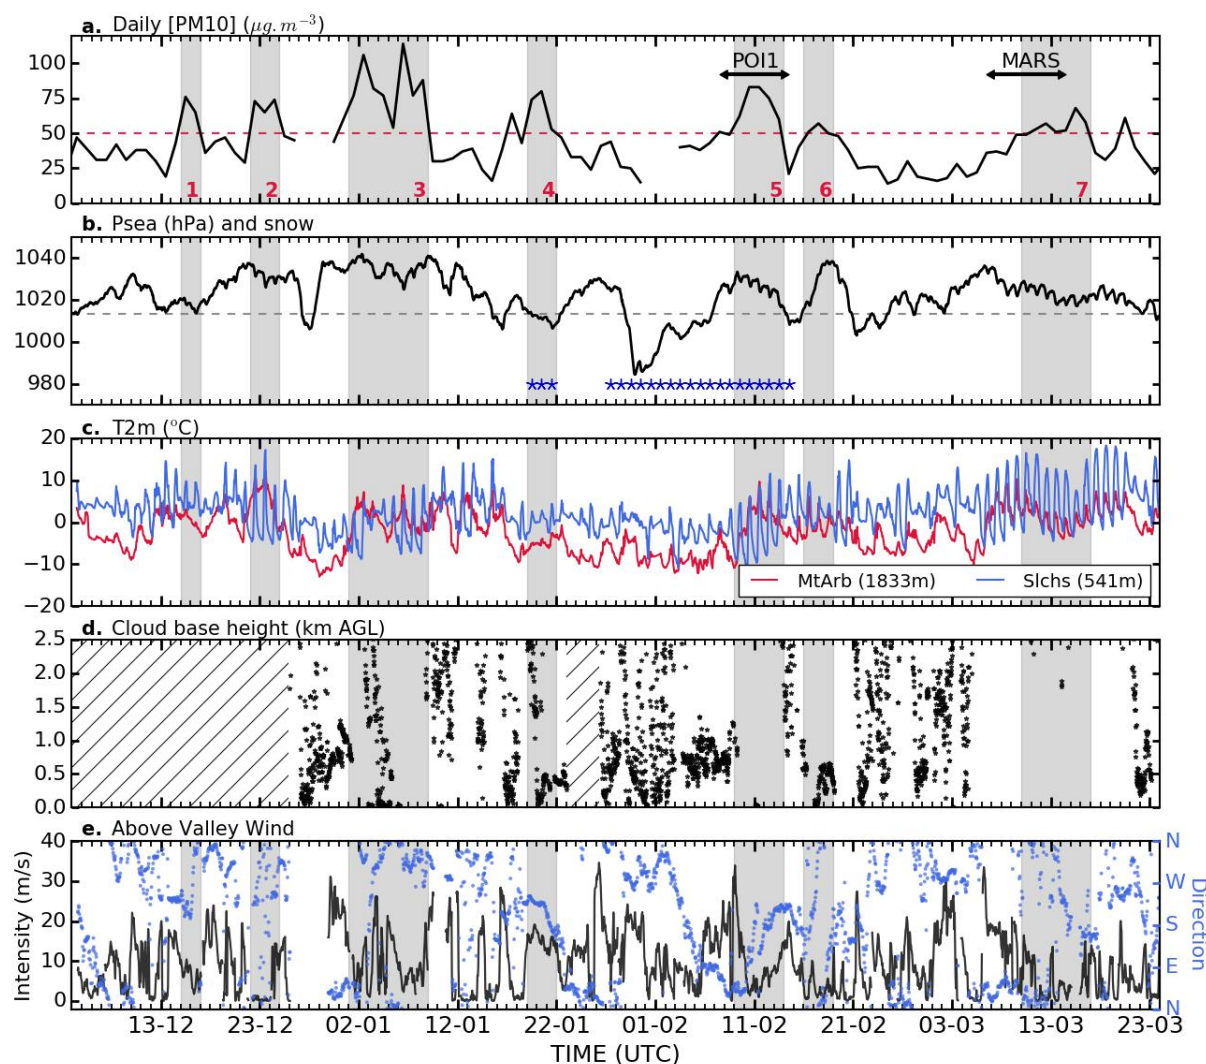 a. Daily [PM10] (μg.m⁻³)
100
75
50
25
0
POI1
MARS
1
2
3
4
5
6
7
b. Psea (hPa) and snow
1040
1020
1000
980
c. T2m (°C)
20
10
0
−10
−20
MtArb (1833m)
Slchs (541m)
d. Cloud base height (km AGL)
2.5
2.0
1.5
1.0
0.5
0.0
e. Above Valley Wind
Intensity (m/s)
40
30
20
10
0
N
W
S
E
N
Direction
13-12
23-12
02-01
12-01
22-01
01-02
11-02
21-02
03-03
13-03
23-03
TIME (UTC)